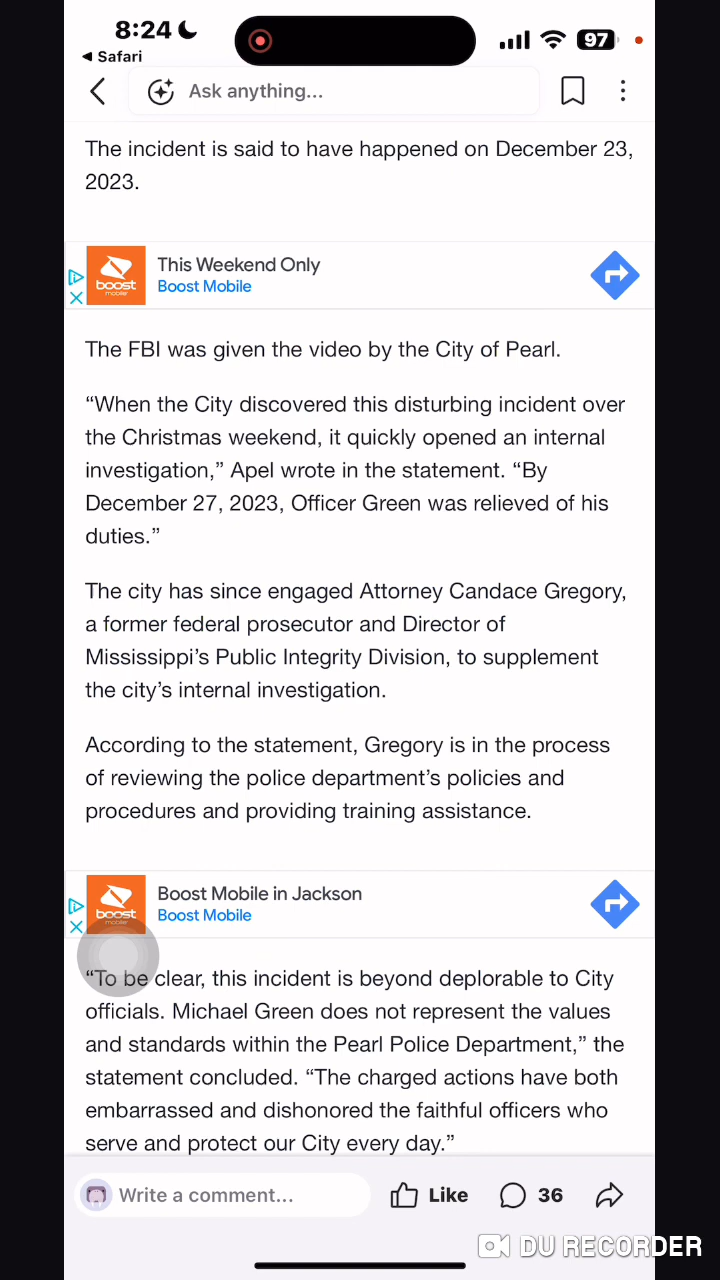 8:24
97
Safari
Ask anything...
The incident is said to have happened on December 23,
2023.
This Weekend Only
boost
mobile
Boost Mobile
The FBI was given the video by the City of Pearl.
“When the City discovered this disturbing incident over
the Christmas weekend, it quickly opened an internal
investigation,” Apel wrote in the statement. “By
December 27, 2023, Officer Green was relieved of his
duties.”
The city has since engaged Attorney Candace Gregory,
a former federal prosecutor and Director of
Mississippi’s Public Integrity Division, to supplement
the city’s internal investigation.
According to the statement, Gregory is in the process
of reviewing the police department’s policies and
procedures and providing training assistance.
Boost Mobile in Jackson
boost
mobile
Boost Mobile
“To be clear, this incident is beyond deplorable to City
officials. Michael Green does not represent the values
and standards within the Pearl Police Department,” the
statement concluded. “The charged actions have both
embarrassed and dishonored the faithful officers who
serve and protect our City every day.”
Write a comment...
Like
36
DU RECORDER